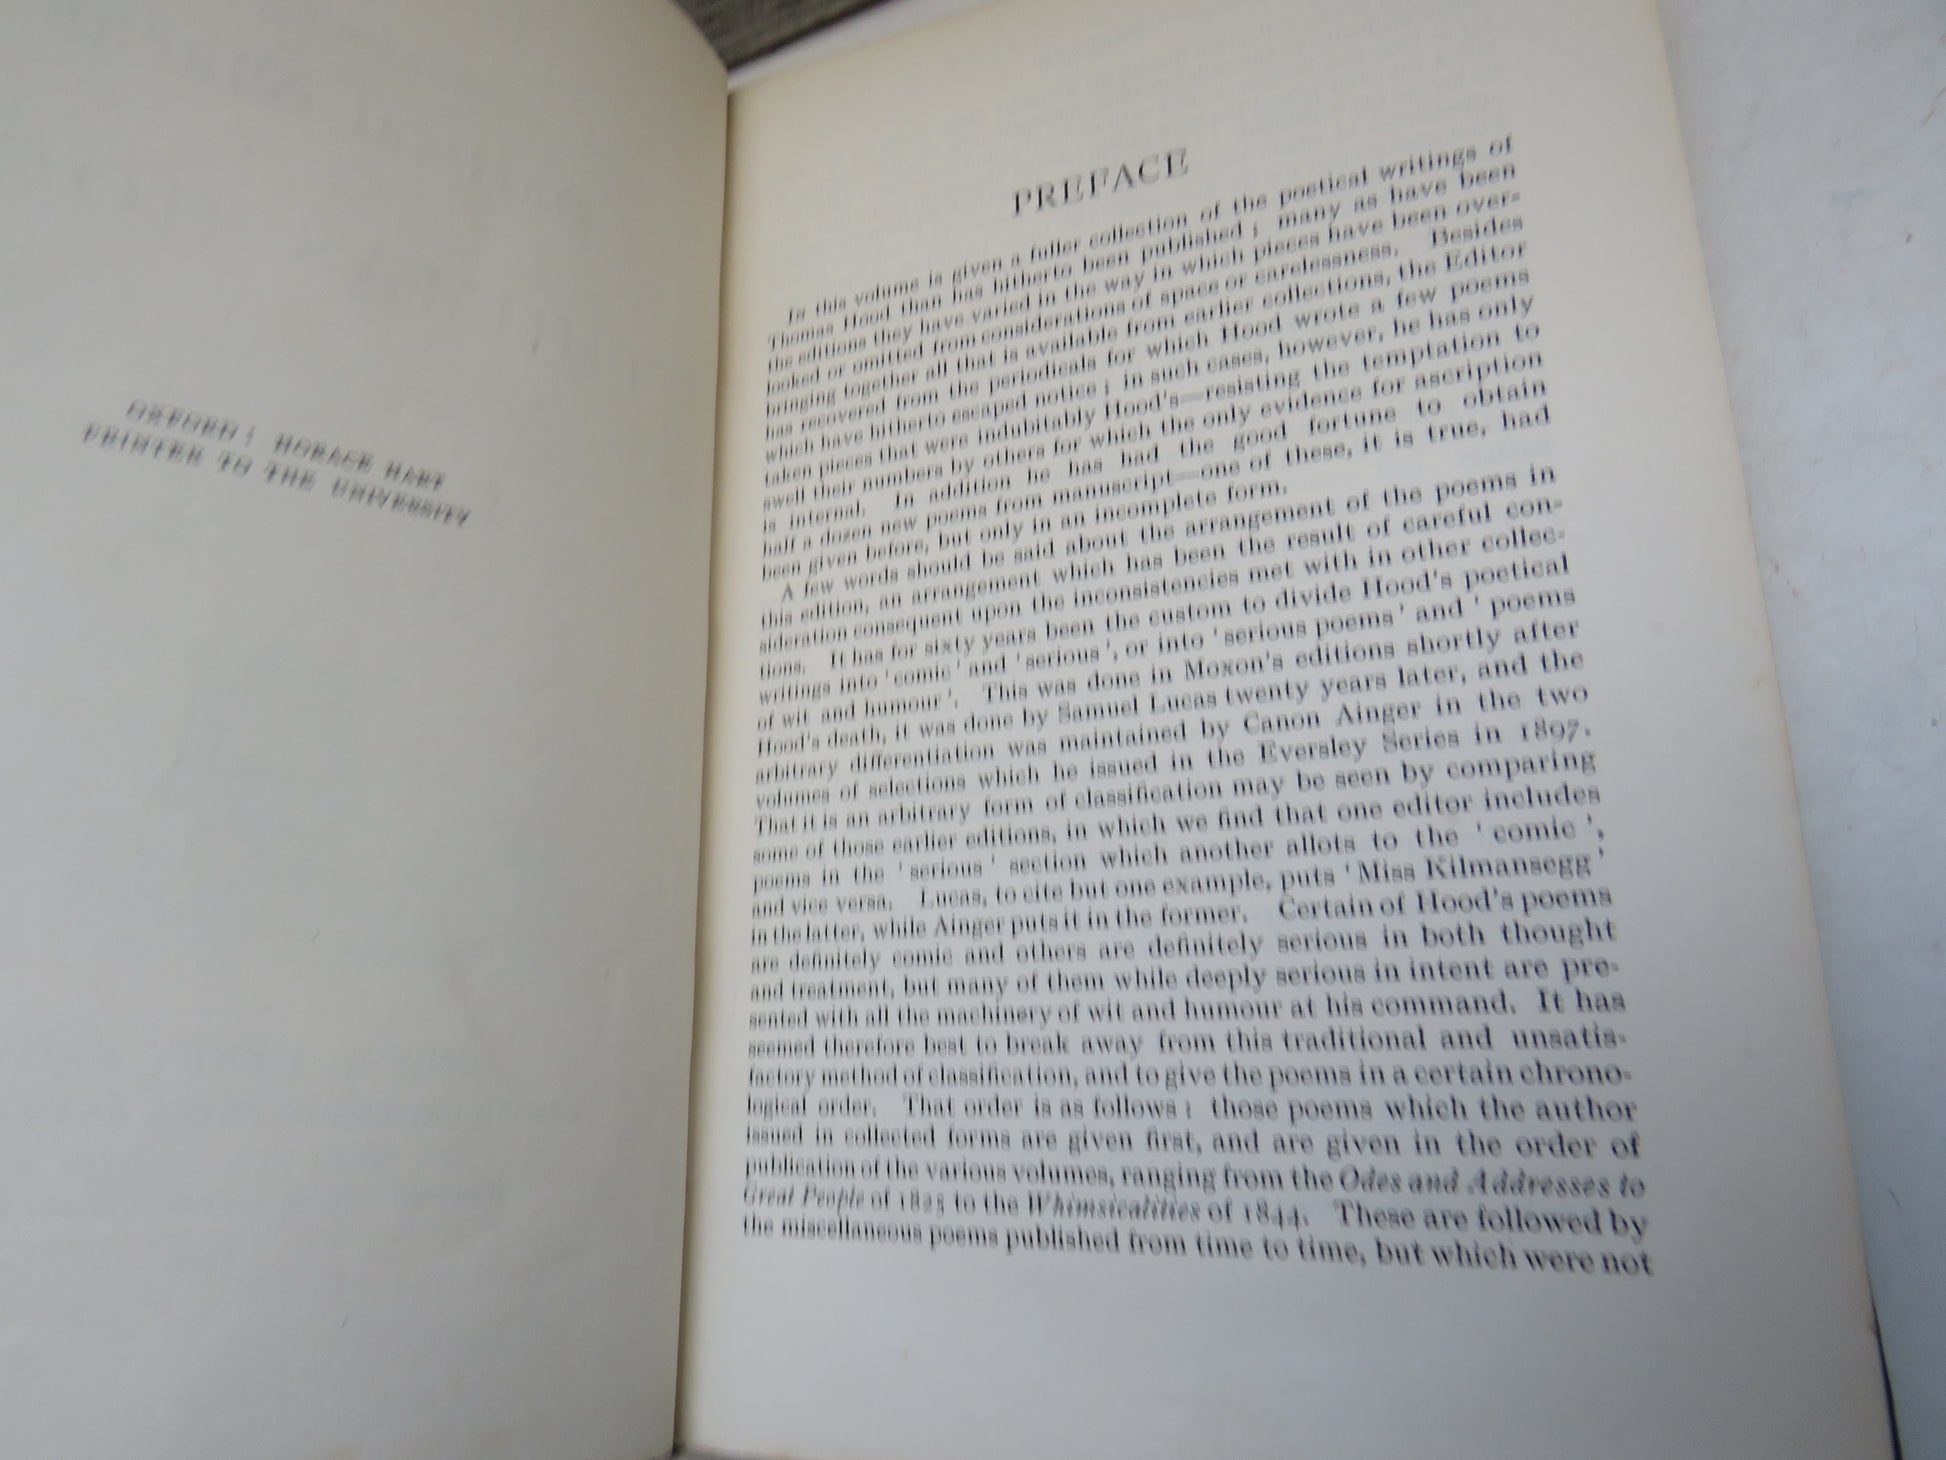 OXFORD: HORACE HART
PRINTER TO THE UNIVERSITY
PREFACE
In this volume is given a fuller collection of the poetical writings of
Thomas Hood than has hitherto been published; many as have been
the editions they have varied in the way in which pieces have been over-
looked or omitted from considerations of space or carelessness. Besides
bringing together all that is available from earlier collections, the Editor
has recovered from the periodicals for which Hood wrote a few poems
which have hitherto escaped notice; in such cases, however, he has only
taken pieces that were indubitably Hood's—resisting the temptation to
swell their numbers by others for which the only evidence for ascription
is internal. In addition he has had the good fortune to obtain
half a dozen new poems from manuscript—one of these, it is true, had
been given before, but only in an incomplete form.
A few words should be said about the arrangement of the poems in
this edition, an arrangement which has been the result of careful con-
sideration consequent upon the inconsistencies met with in other collec-
tions. It has for sixty years been the custom to divide Hood's poetical
writings into 'comic' and 'serious', or into 'serious poems' and 'poems
of wit and humour'. This was done in Moxon's editions shortly after
Hood's death, it was done by Samuel Lucas twenty years later, and the
arbitrary differentiation was maintained by Canon Ainger in the two
volumes of selections which he issued in the Eversley Series in 1897.
That it is an arbitrary form of classification may be seen by comparing
some of those earlier editions, in which we find that one editor includes
poems in the 'serious' section which another allots to the 'comic',
and vice versa. Lucas, to cite but one example, puts 'Miss Kilmansegg'
in the latter, while Ainger puts it in the former. Certain of Hood's poems
are definitely comic and others are definitely serious in both thought
and treatment, but many of them while deeply serious in intent are pre-
sented with all the machinery of wit and humour at his command. It has
seemed therefore best to break away from this traditional and unsatis-
factory method of classification, and to give the poems in a certain chrono-
logical order. That order is as follows: those poems which the author
issued in collected forms are given first, and are given in the order of
publication of the various volumes, ranging from the Odes and Addresses to
Great People of 1825 to the Whimsicalities of 1844. These are followed by
the miscellaneous poems published from time to time, but which were not